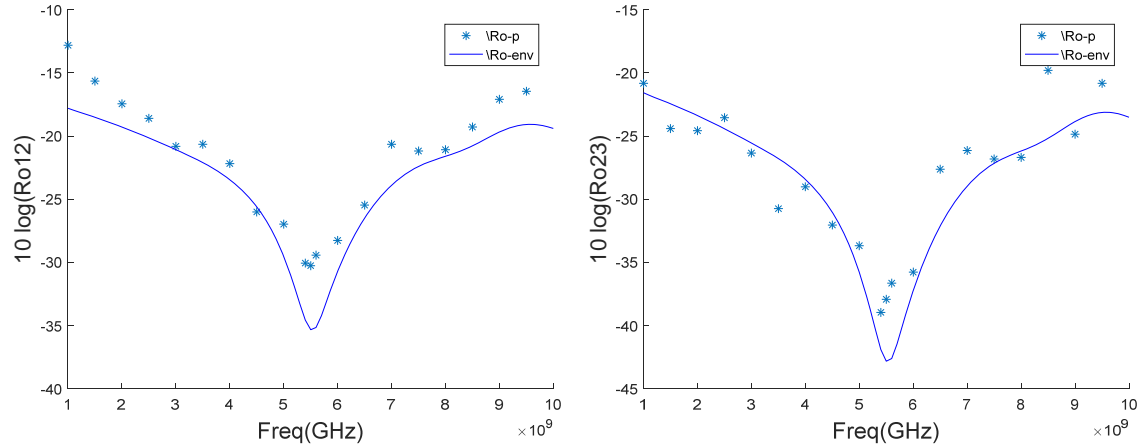 \Ro-p
\Ro-env
-10
-15
-20
-25
-30
-35
-40
10 log(Ro12)
1 2 3 4 5 6 7 8 9 10
Freq(GHz)
×10^9
\Ro-p
\Ro-env
-15
-20
-25
-30
-35
-40
-45
10 log(Ro23)
1 2 3 4 5 6 7 8 9 10
Freq(GHz)
×10^9